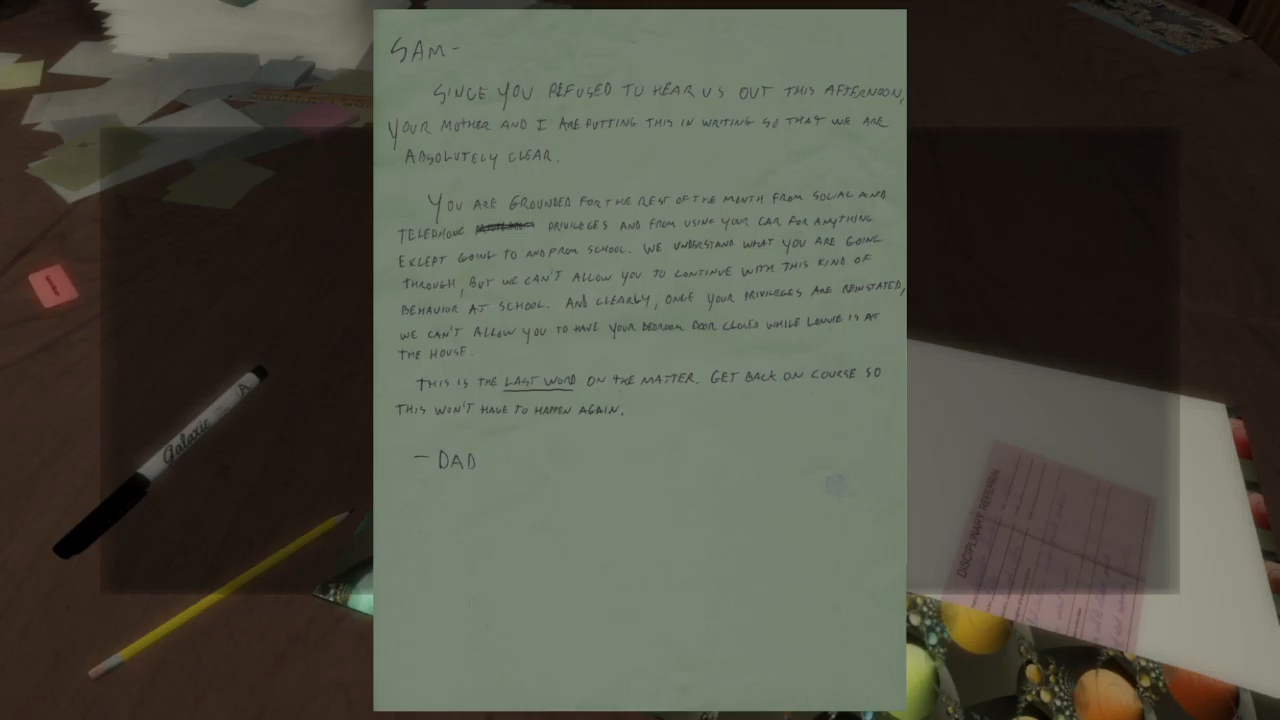 SAM-
SINCE YOU REFUSED TO HEAR US OUT THIS AFTERNOON,
YOUR MOTHER AND I ARE PUTTING THIS IN WRITING SO THAT WE ARE
ABSOLUTELY CLEAR.
YOU ARE GROUNDED FOR THE REST OF THE MONTH FROM SOCIAL AND
TELEPHONE PRIVILEGES AND FROM USING YOUR CAR FOR ANYTHING
EXCEPT GOING TO AND FROM SCHOOL. WE UNDERSTAND WHAT YOU ARE GOING
THROUGH, BUT WE CAN'T ALLOW YOU TO CONTINUE WITH THIS KIND OF
BEHAVIOR AT SCHOOL. AND CLEARLY, ONCE YOUR PRIVILEGES ARE REINSTATED,
WE CAN'T ALLOW YOU TO HAVE YOUR BEDROOM DOOR CLOSED WHILE LONNIE IS AT
THE HOUSE.
THIS IS THE LAST WORD ON THE MATTER. GET BACK ON COURSE SO
THIS WON'T HAVE TO HAPPEN AGAIN.
- DAD
Galaxie
DISCIPLINARY REFERRAL